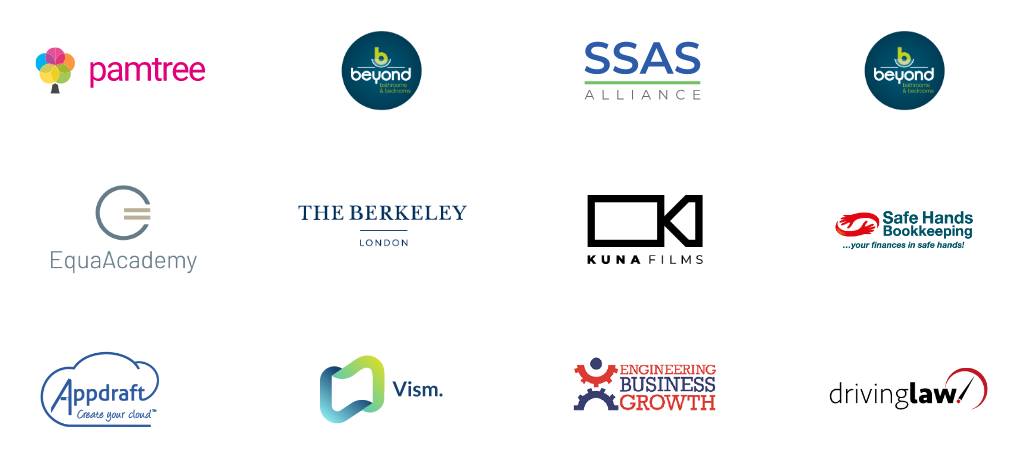 pamtree
b
beyond
bathrooms
& bedrooms
SSAS
ALLIANCE
b
beyond
bathrooms
& bedrooms
EquaAcademy
THE BERKELEY
LONDON
KUNA FILMS
Safe Hands
Bookkeeping
...your finances in safe hands!
Appdraft
Create your cloud™
Vism.
ENGINEERING
BUSINESS
GROWTH
drivinglaw!